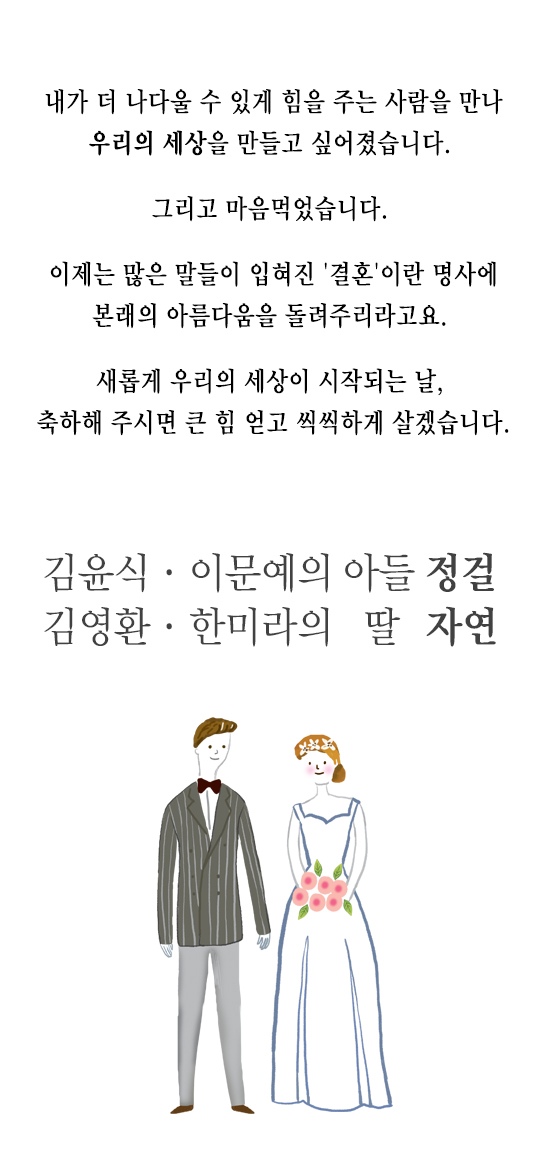 내가 더 나다울 수 있게 힘을 주는 사람을 만나
우리의 세상을 만들고 싶어졌습니다.
그리고 마음먹었습니다.
이제는 많은 말들이 입혀진 '결혼'이란 명사에
본래의 아름다움을 돌려주리라고요.
새롭게 우리의 세상이 시작되는 날,
축하해 주시면 큰 힘 얻고 씩씩하게 살겠습니다.
김윤식 · 이문예의 아들 정걸
김영환 · 한미라의 딸 자연